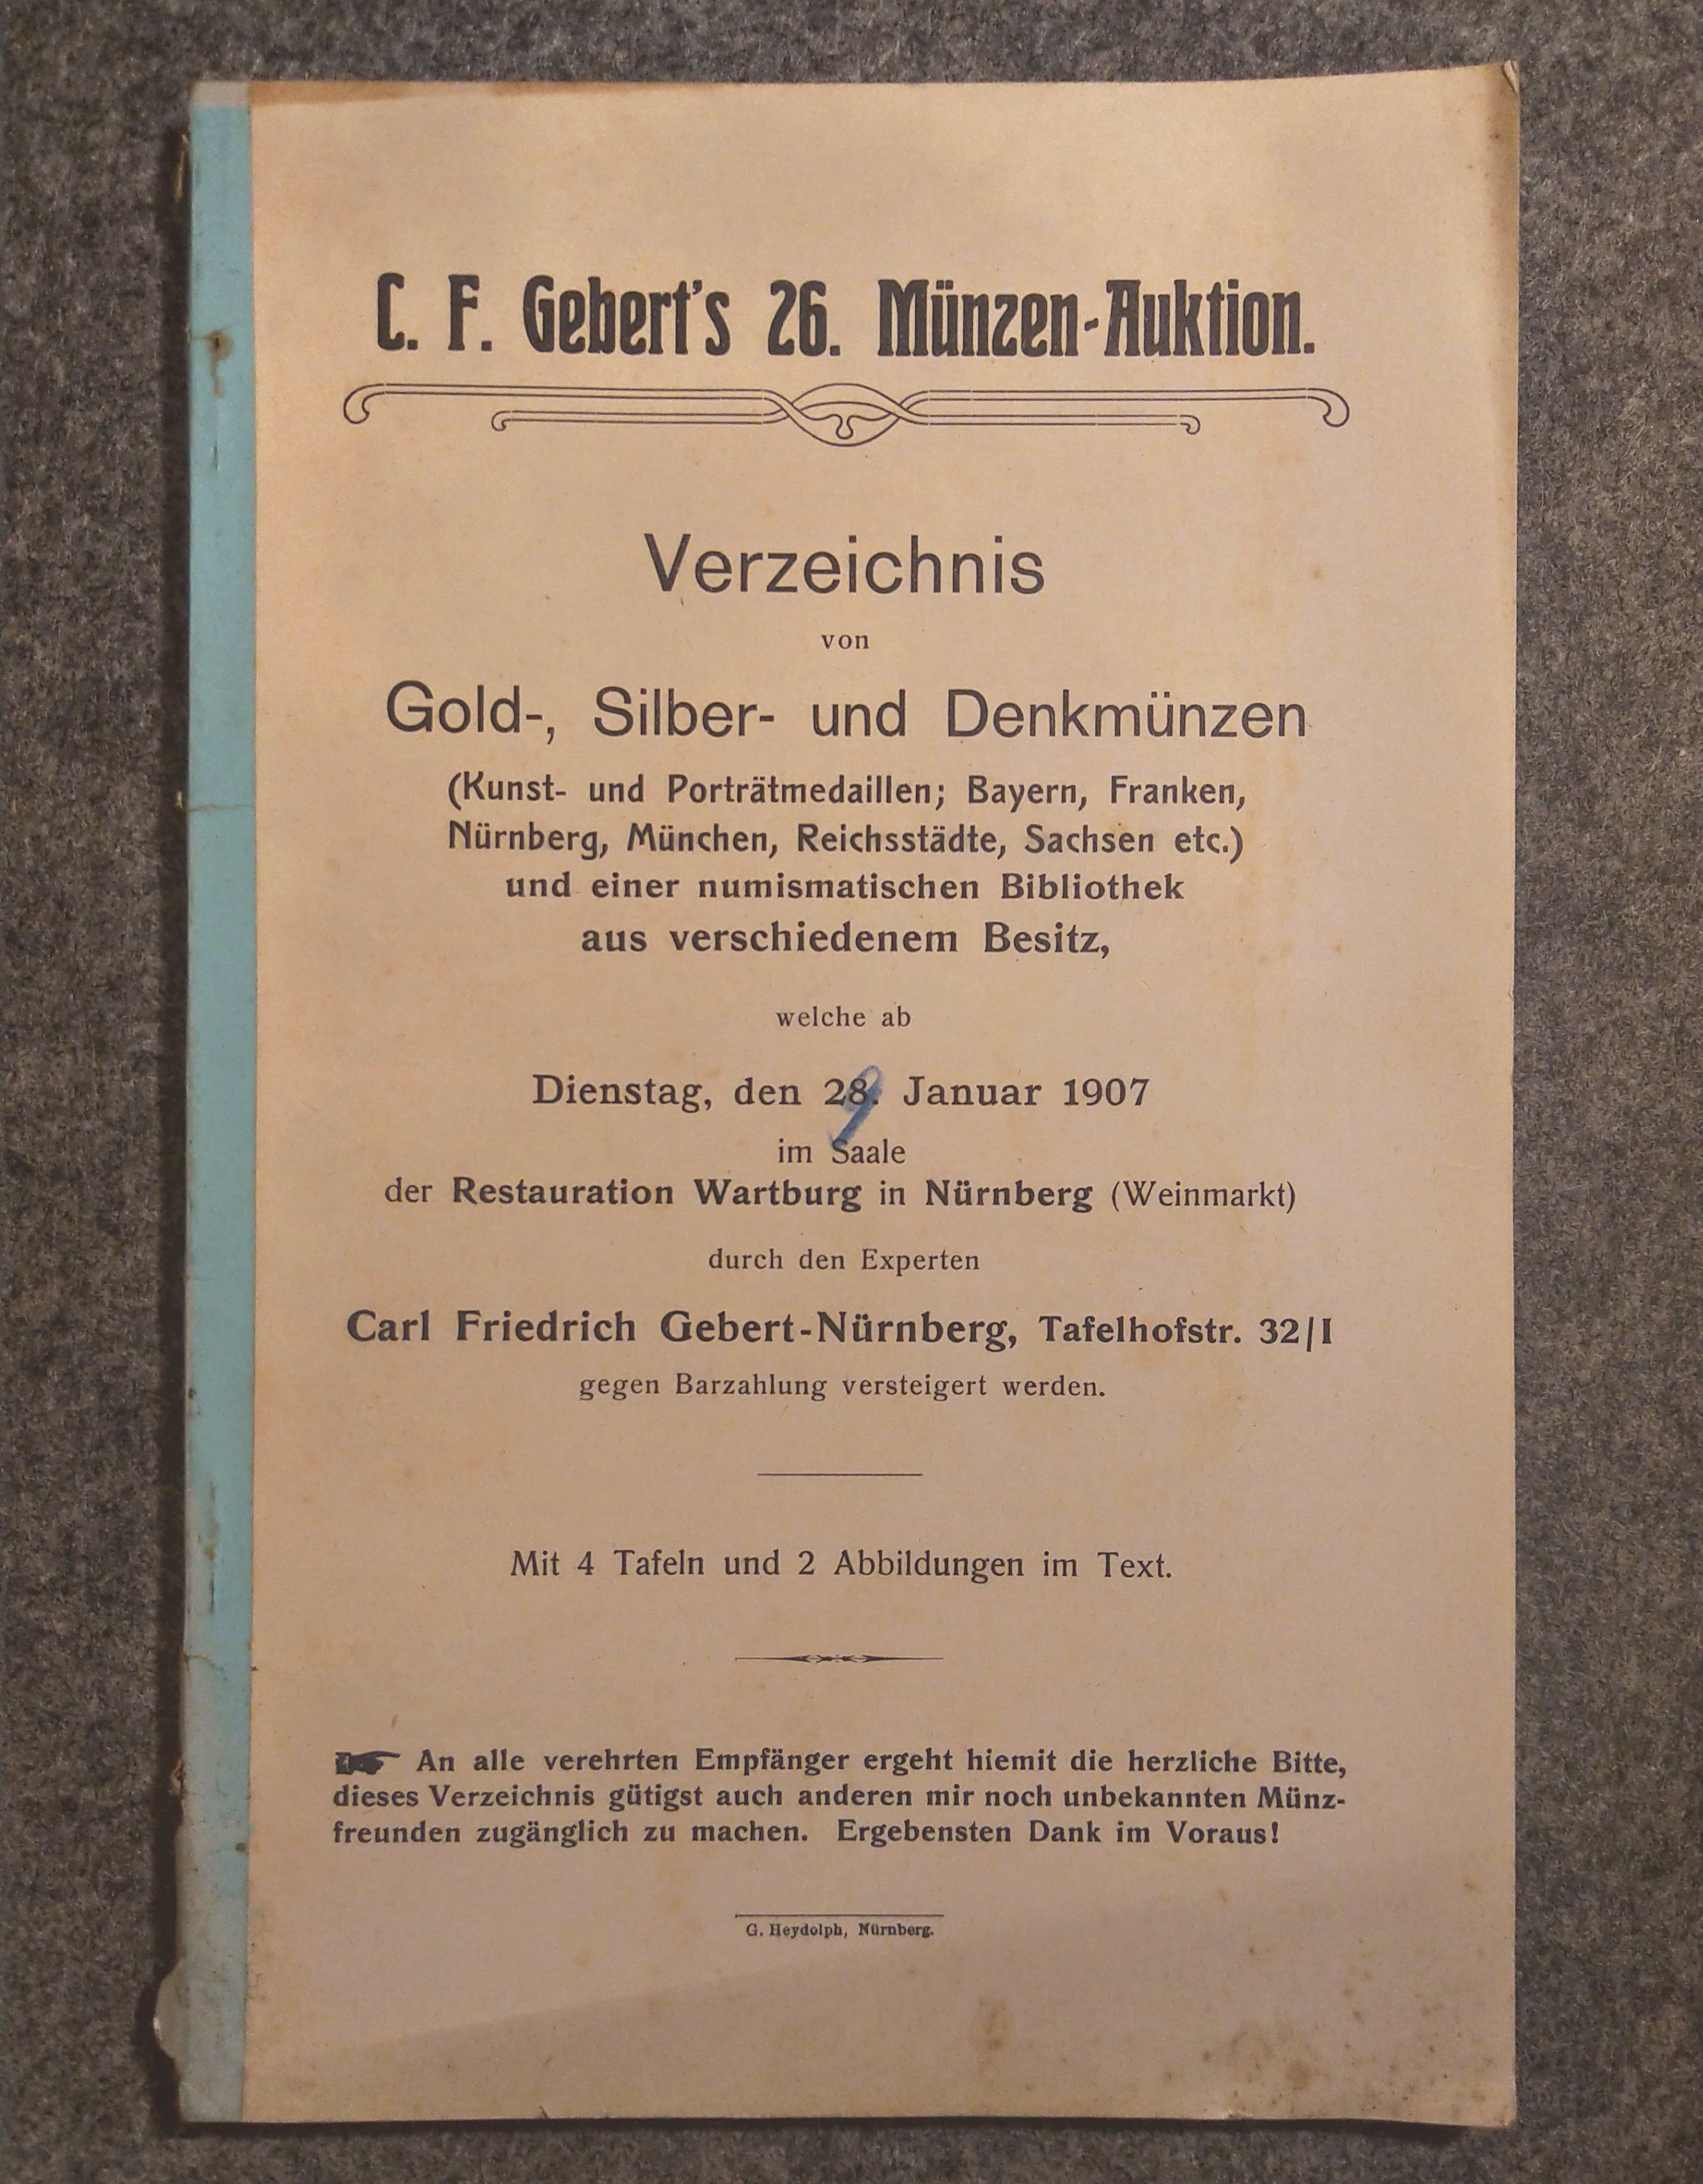 C. F. Gebert's 26. Münzen-Auktion.
Verzeichnis
von
Gold-, Silber- und Denkmünzen
(Kunst- und Porträtmedaillen; Bayern, Franken,
Nürnberg, München, Reichsstädte, Sachsen etc.)
und einer numismatischen Bibliothek
aus verschiedenem Besitz,
welche ab
Dienstag, den 28. Januar 1907
9
im Saale
der Restauration Wartburg in Nürnberg (Weinmarkt)
durch den Experten
Carl Friedrich Gebert-Nürnberg, Tafelhofstr. 32/I
gegen Barzahlung versteigert werden.
Mit 4 Tafeln und 2 Abbildungen im Text.
☛ An alle verehrten Empfänger ergeht hiemit die herzliche Bitte,
dieses Verzeichnis gütigst auch anderen mir noch unbekannten Münz-
freunden zugänglich zu machen. Ergebensten Dank im Voraus!
G. Heydolph, Nürnberg.